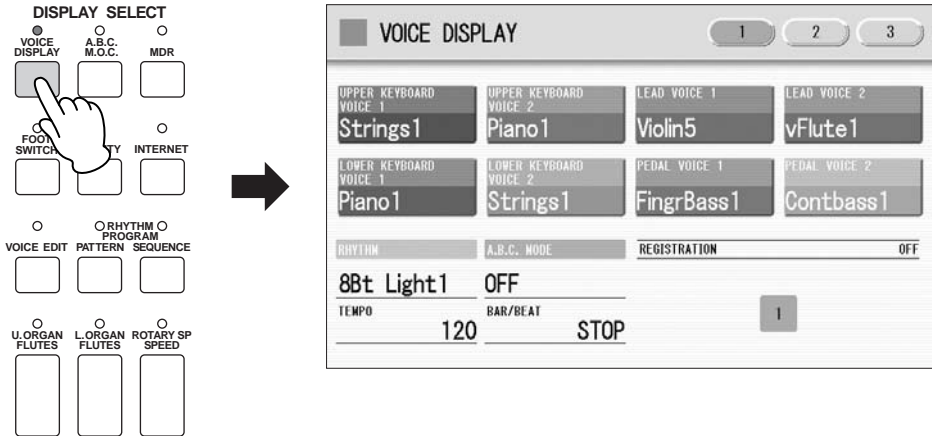 DISPLAY SELECT
VOICE DISPLAY
A.B.C. M.O.C.
MDR
FOOT SWITCH
TY
INTERNET
RHYTHM PROGRAM
VOICE EDIT
PATTERN
SEQUENCE
U.ORGAN FLUTES
L.ORGAN FLUTES
ROTARY SP SPEED
VOICE DISPLAY
1 2 3
UPPER KEYBOARD VOICE 1
Strings1
UPPER KEYBOARD VOICE 2
Piano1
LEAD VOICE 1
Violin5
LEAD VOICE 2
vFlute1
LOWER KEYBOARD VOICE 1
Piano1
LOWER KEYBOARD VOICE 2
Strings1
PEDAL VOICE 1
FingrBass1
PEDAL VOICE 2
Contbass1
RHYTHM
8Bt Light1
A.B.C. MODE
OFF
REGISTRATION OFF
TEMPO
120
BAR/BEAT
STOP
1